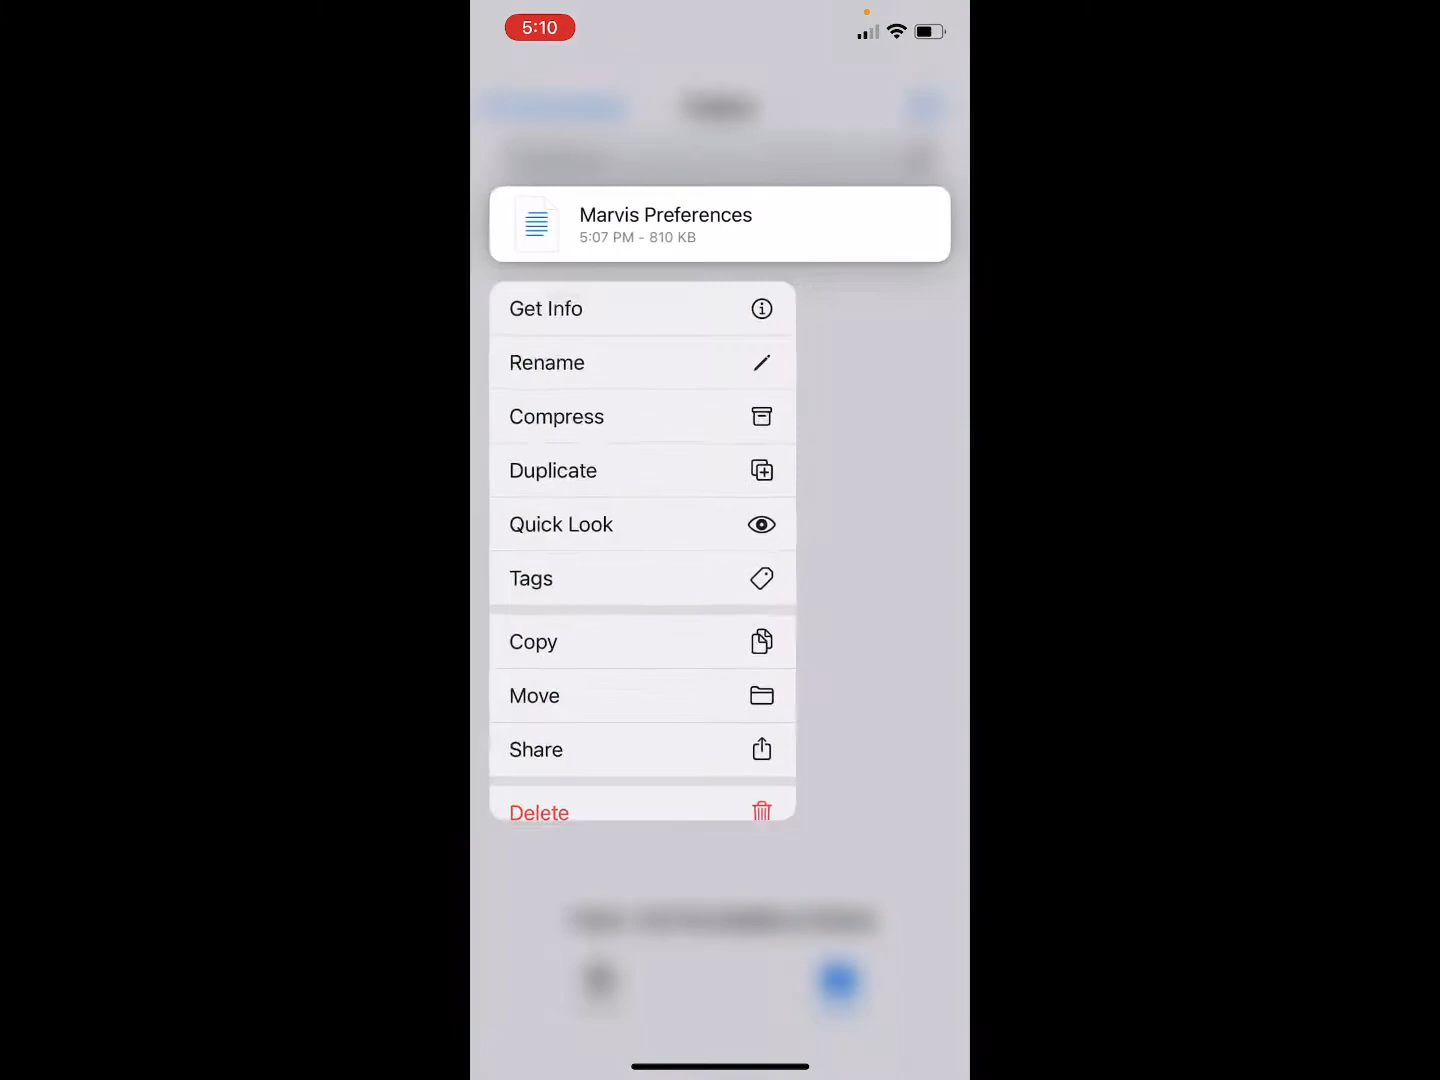 5:10
Marvis Preferences
5:07 PM - 810 KB
Get Info
Rename
Compress
Duplicate
Quick Look
Tags
Copy
Move
Share
Delete